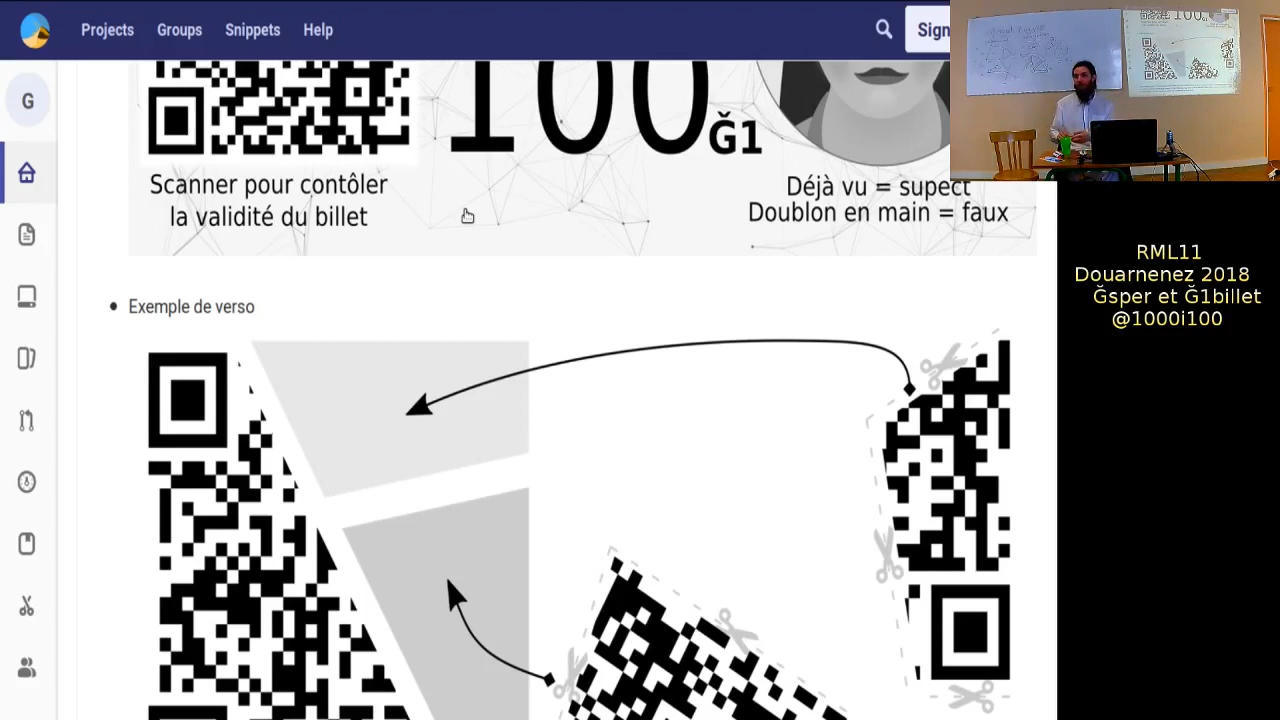 Projects Groups Snippets Help
Sign
G
100 Ğ1
Scanner pour contôler
la validité du billet
Déjà vu = supect
Doublon en main = faux
Exemple de verso
RML11
Douarnenez 2018
Ğsper et Ğ1billet
@1000i100